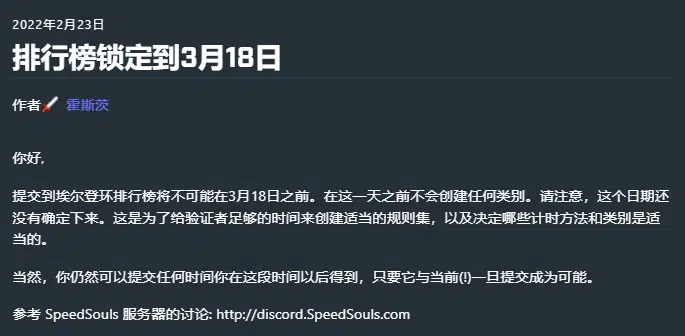 2022年2月23日
排行榜锁定到3月18日
作者 霍斯茨
你好,
提交到埃尔登环排行榜将不可能在3月18日之前。在这一天之前不会创建任何类别。请注意，这个日期还
没有确定下来。这是为了给验证者足够的时间来创建适当的规则集，以及决定哪些计时方法和类别是适
当的。
当然，你仍然可以提交任何时间你在这段时间以后得到，只要它与当前(!)一旦提交成为可能。
参考 SpeedSouls 服务器的讨论: http://discord.SpeedSouls.com